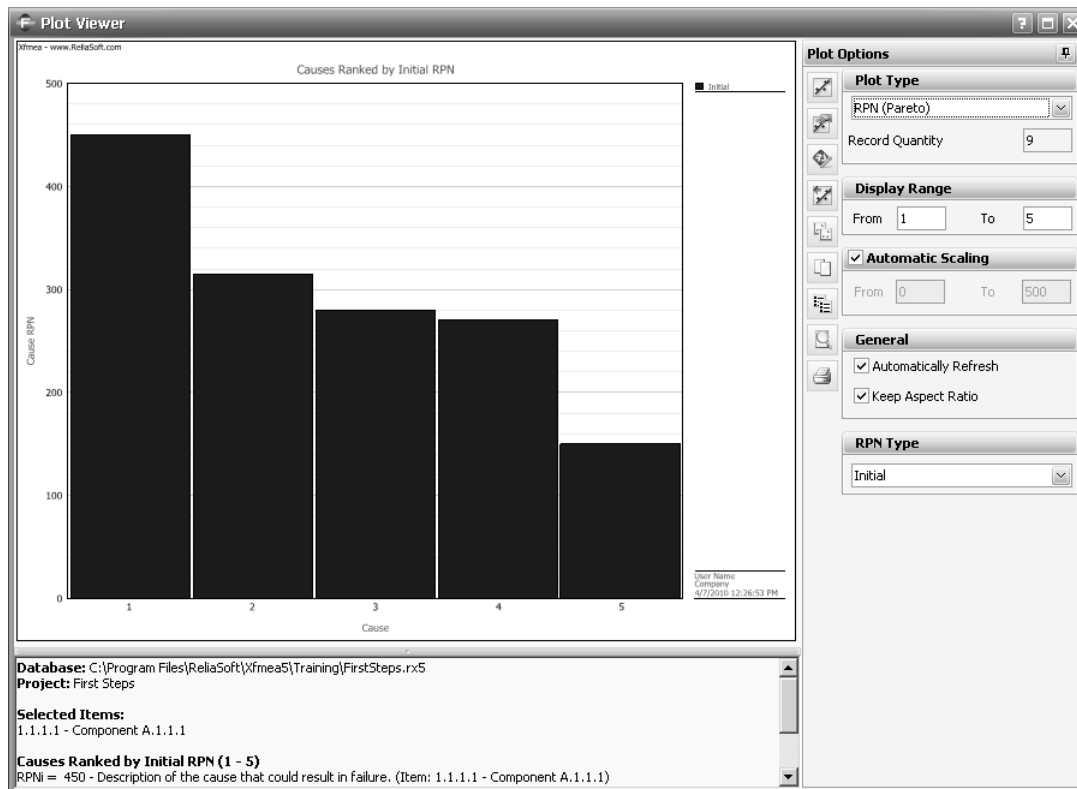 Plot Viewer
Xfmea - www.ReliaSoft.com
Causes Ranked by Initial RPN
500
400
300
200
100
0
Cause RPN
1
2
3
4
5
Cause
Initial
User Name
Company
4/7/2010 12:26:53 PM
Plot Options
Plot Type
RPN (Pareto)
Record Quantity 9
Display Range
From 1 To 5
Automatic Scaling
From 0 To 500
General
Automatically Refresh
Keep Aspect Ratio
RPN Type
Initial
Database: C:\Program Files\ReliaSoft\Xfmea5\Training\FirstSteps.rx5
Project: First Steps
Selected Items:
1.1.1.1 - Component A.1.1.1
Causes Ranked by Initial RPN (1 - 5)
RPNi = 450 - Description of the cause that could result in failure. (Item: 1.1.1.1 - Component A.1.1.1)